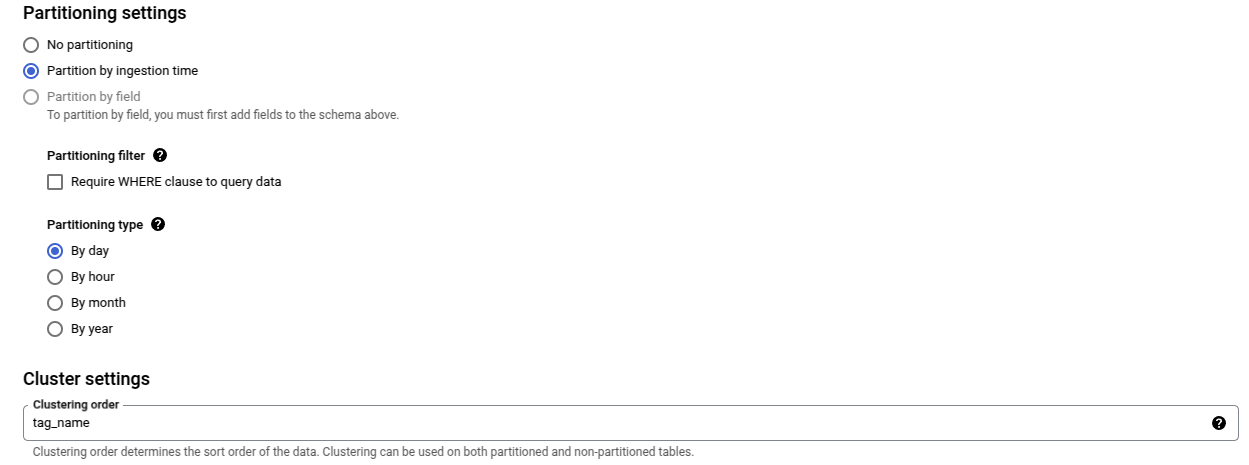 Partitioning settings
No partitioning
Partition by ingestion time
Partition by field
To partition by field, you must first add fields to the schema above.
Partitioning filter ?
Require WHERE clause to query data
Partitioning type ?
By day
By hour
By month
By year
Cluster settings
Clustering order
tag_name ?
Clustering order determines the sort order of the data. Clustering can be used on both partitioned and non-partitioned tables.